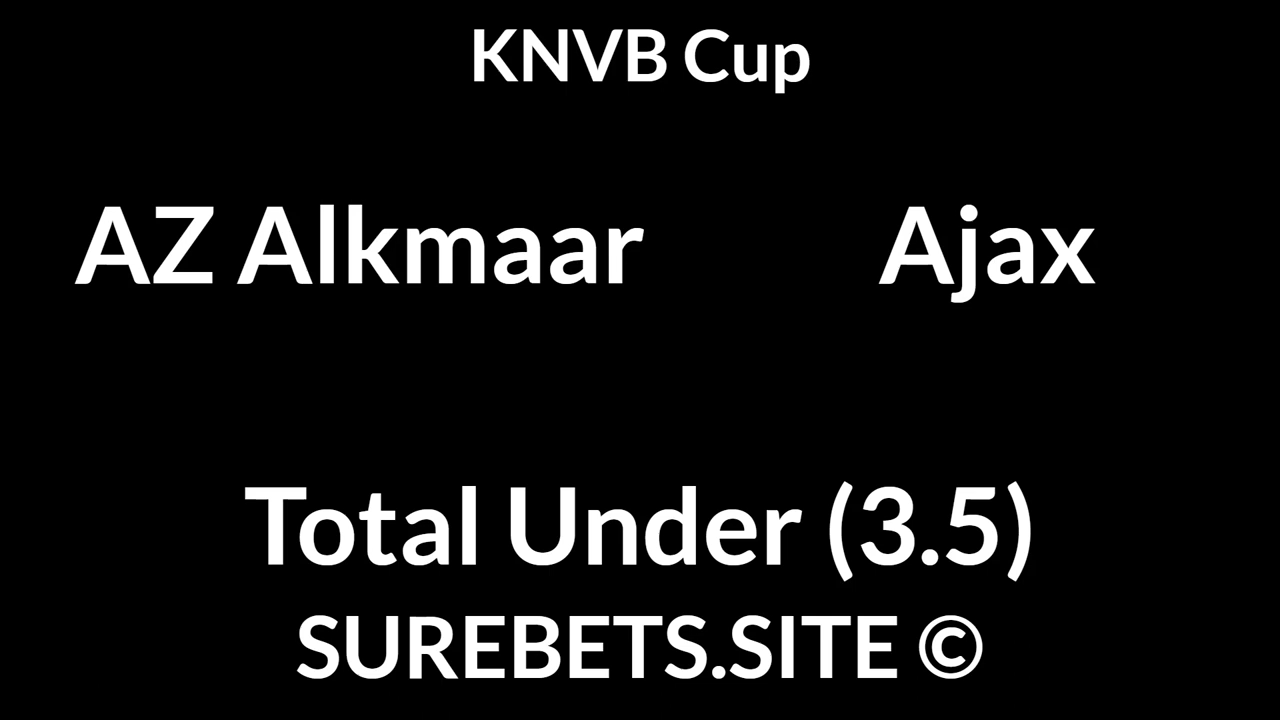 KNVB Cup
AZ Alkmaar Ajax
Total Under (3.5)
SUREBETS.SITE ©